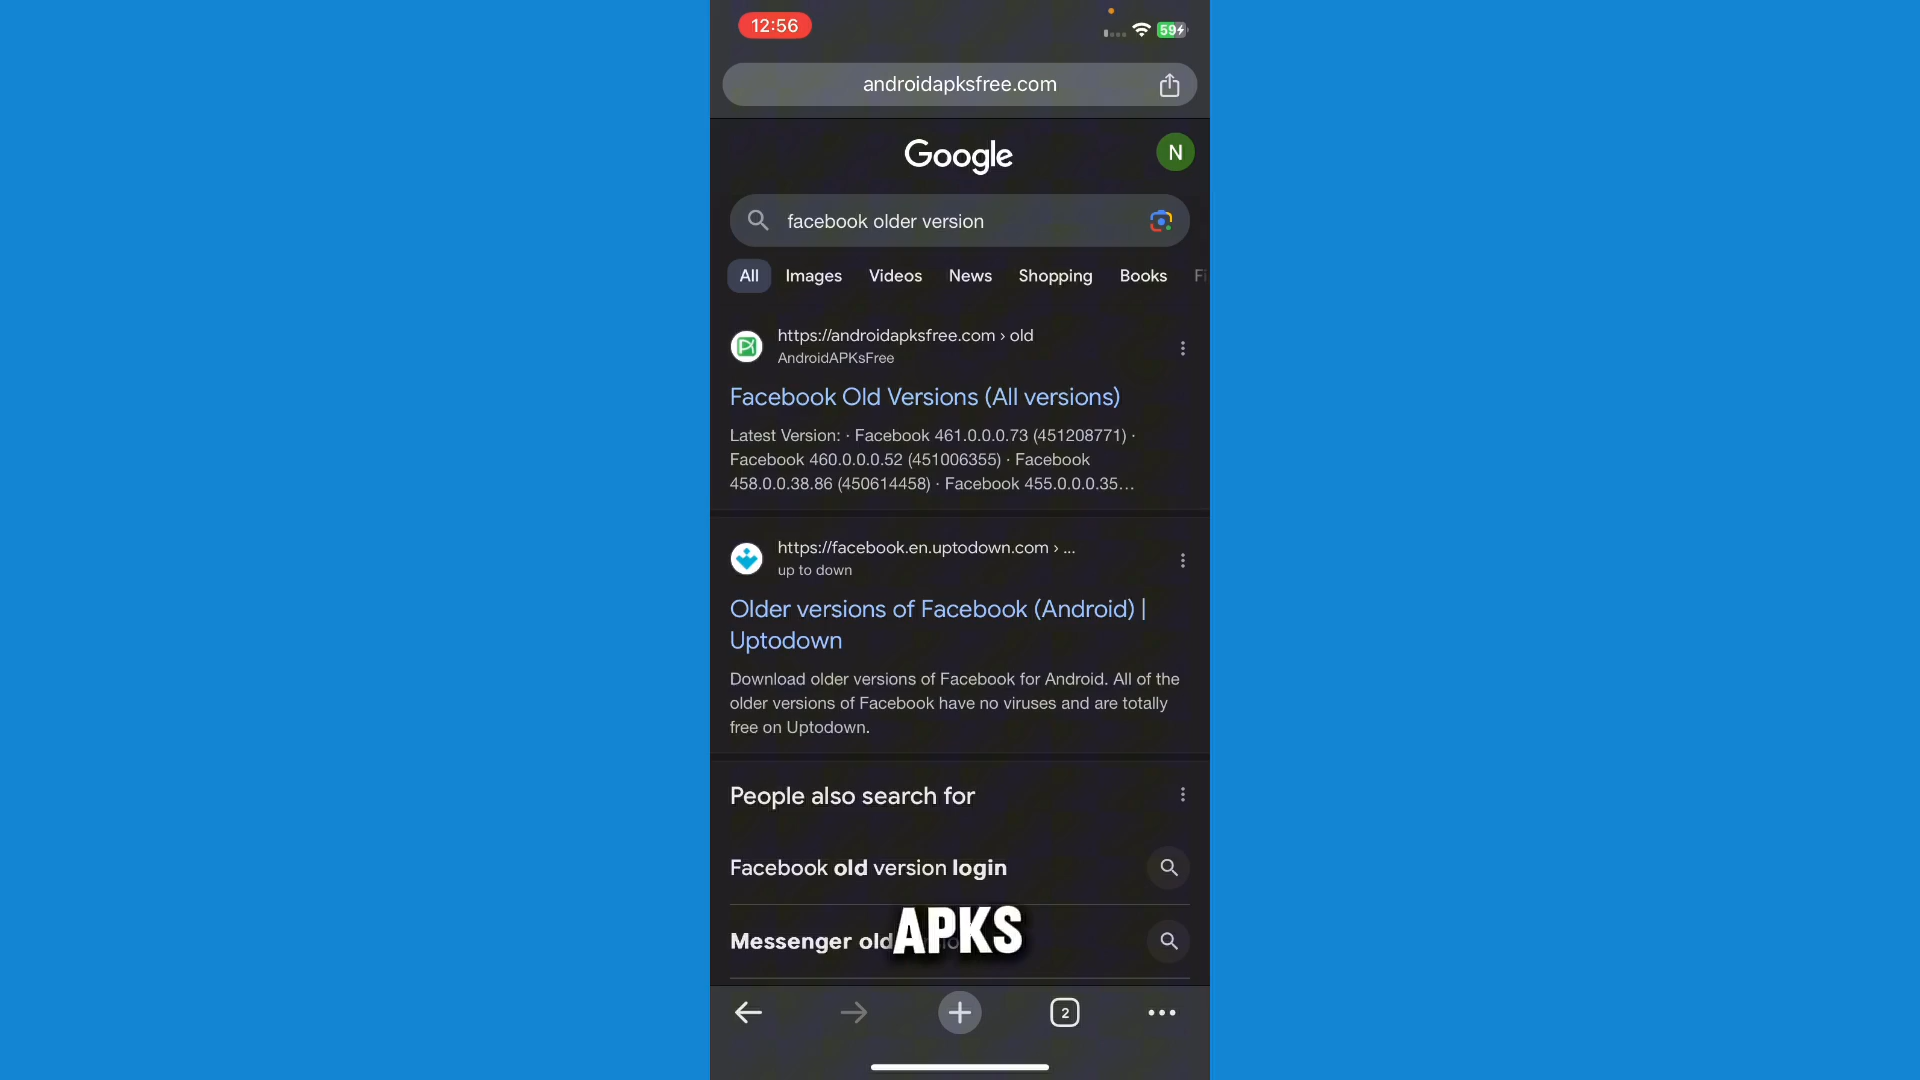 12:56
59
androidapksfree.com
Google
N
facebook older version
All Images Videos News Shopping Books
https://androidapksfree.com › old
AndroidAPKsFree
Facebook Old Versions (All versions)
Latest Version: · Facebook 461.0.0.0.73 (451208771) ·
Facebook 460.0.0.0.52 (451006355) · Facebook
458.0.0.38.86 (450614458) · Facebook 455.0.0.0.35...
https://facebook.en.uptodown.com › ...
up to down
Older versions of Facebook (Android) |
Uptodown
Download older versions of Facebook for Android. All of the
older versions of Facebook have no viruses and are totally
free on Uptodown.
People also search for
Facebook old version login
Messenger old
APKS
2